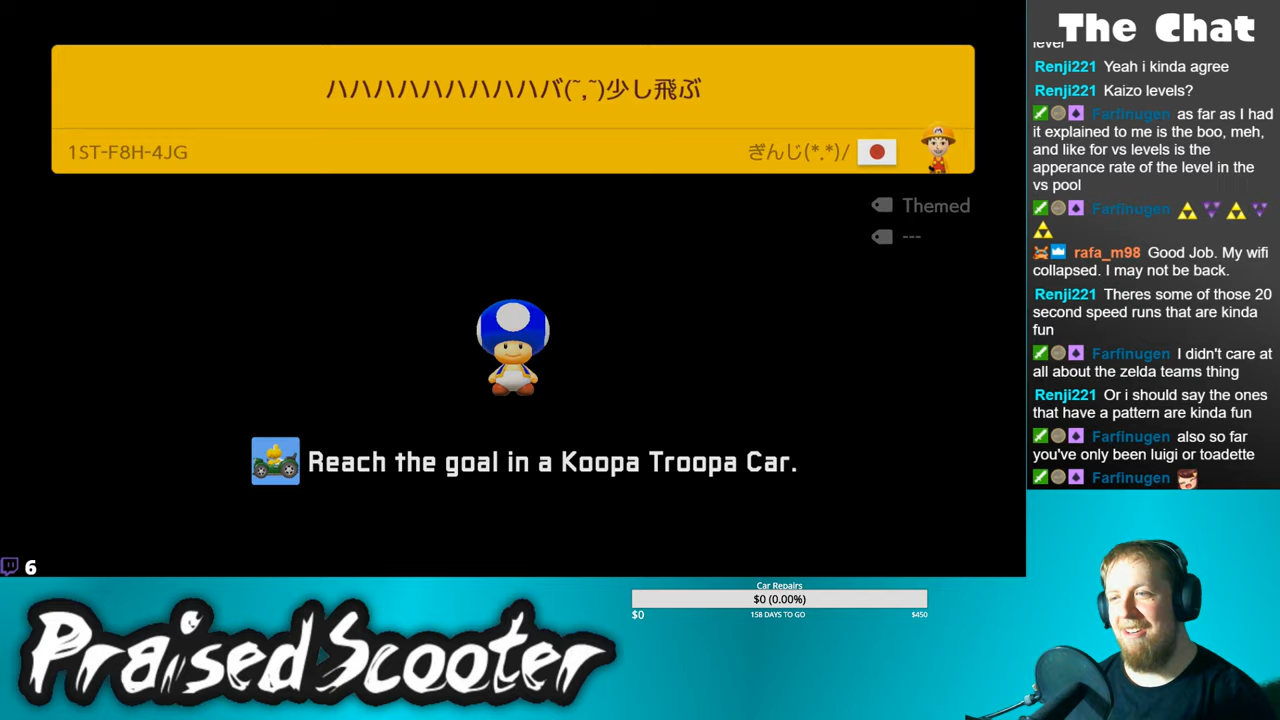 ハハハハハハハハハバ(˜,˜)少し飛ぶ
1ST-F8H-4JG
ぎんじ(*.*)/
Themed
---
Reach the goal in a Koopa Troopa Car.
6
PraisedScooter
Car Repairs
$0 (0.00%)
$0
158 DAYS TO GO
$450
The Chat
level
Renji221 Yeah i kinda agree
Renji221 Kaizo levels?
Farfinugen as far as I had
it explained to me is the boo, meh,
and like for vs levels is the
apperance rate of the level in the
vs pool
Farfinugen
rafa_m98 Good Job. My wifi
collapsed. I may not be back.
Renji221 Theres some of those 20
second speed runs that are kinda
fun
Farfinugen I didn't care at
all about the zelda teams thing
Renji221 Or i should say the ones
that have a pattern are kinda fun
Farfinugen also so far
you've only been luigi or toadette
Farfinugen